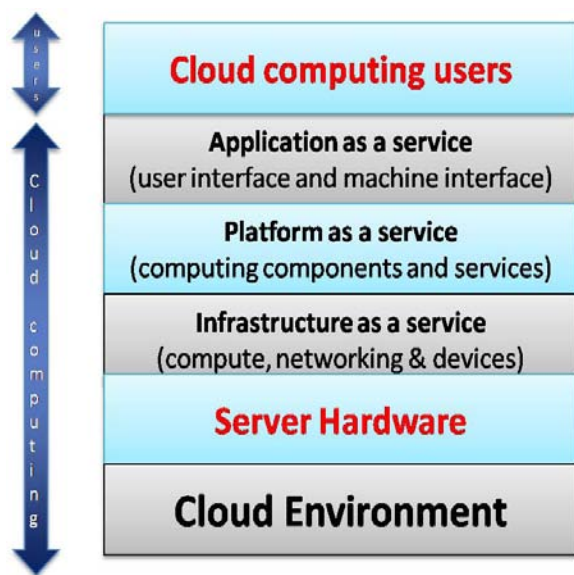 users
Cloud computing users
Cloud computing
Application as a service
(user interface and machine interface)
Platform as a service
(computing components and services)
Infrastructure as a service
(compute, networking & devices)
Server Hardware
Cloud Environment